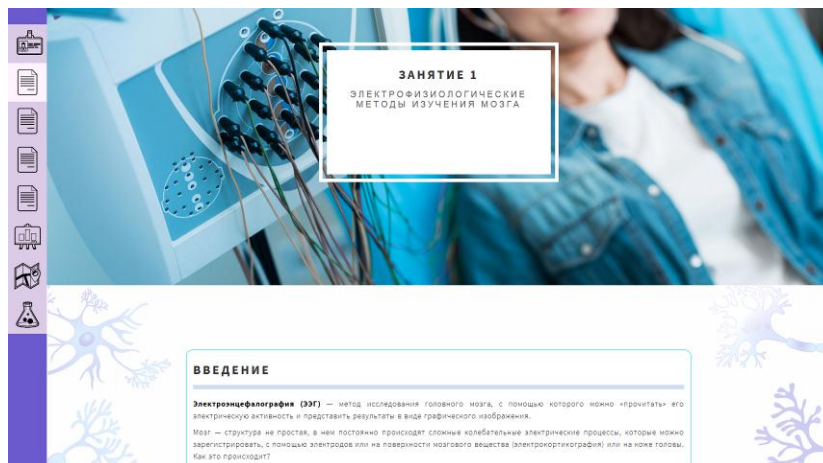 ЗАНЯТИЕ 1
ЭЛЕКТРОФИЗИОЛОГИЧЕСКИЕ
МЕТОДЫ ИЗУЧЕНИЯ МОЗГА
ВВЕДЕНИЕ
Электроэнцефалография (ЭЭГ) — метод исследования головного мозга, с помощью которого можно «прочитать» его
электрическую активность и представить результаты в виде графического изображения.
Мозг — структура не простая, в нем постоянно происходят сложные колебательные электрические процессы, которые можно
зарегистрировать, с помощью электродов или на поверхности мозгового вещества (электрокортикография) или на коже головы.
Как это происходит?